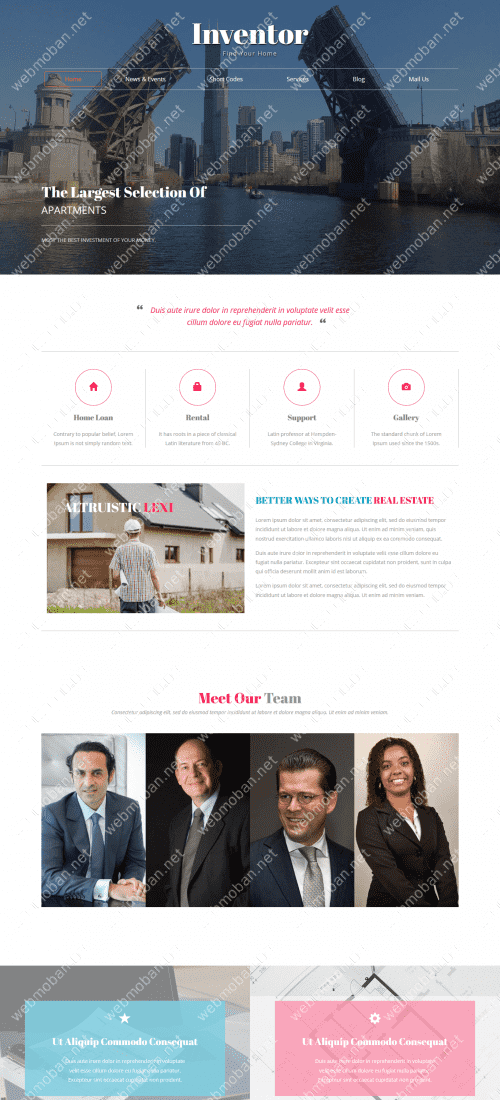 Inventor
Find Your Home
Home News & Events Short Codes Services Blog Mail Us
The Largest Selection Of
APARTMENTS
MEET THE BEST INVESTMENT OF YOUR MONEY
❝ Duis aute irure dolor in reprehenderit in voluptate velit esse
cillum dolore eu fugiat nulla pariatur. ❞
Home Loan
Contrary to popular belief, Lorem
Ipsum is not simply random text
Rental
It has roots in a piece of classical
Latin literature from 45 BC.
Support
Latin professor at Hampden-
Sydney College in Virginia.
Gallery
The standard chunk of Lorem
Ipsum used since the 1500s.
ALTRUISTIC LEXI
BETTER WAYS TO CREATE REAL ESTATE
Lorem ipsum dolor sit amet, consectetur adipiscing elit, sed do eiusmod tempor
incididunt ut labore et dolore magna aliqua. Ut enim ad minim veniam, quis
nostrud exercitation ullamco laboris nisi ut aliquip ex ea commodo consequat.
Duis aute irure dolor in reprehenderit in voluptate velit esse cillum dolore eu
fugiat nulla pariatur. Excepteur sint occaecat cupidatat non proident, sunt in culpa
qui officia deserunt mollit anim id est laborum.
Lorem ipsum dolor sit amet, consectetur adipiscing elit, sed do eiusmod tempor
incididunt ut labore et dolore magna aliqua. Ut enim ad minim veniam.
Meet Our Team
Consectetur adipiscing elit, sed do eiusmod tempor incididunt ut labore et dolore magna aliqua. Ut enim ad minim veniam.
Ut Aliquip Commodo Consequat
Duis aute irure dolor in reprehenderit in voluptate
velit esse cillum dolore eu fugiat nulla pariatur.
Excepteur sint occaecat cupidatat non proident
Ut Aliquip Commodo Consequat
Duis aute irure dolor in reprehenderit in voluptate
velit esse cillum dolore eu fugiat nulla pariatur.
Excepteur sint occaecat cupidatat non proident
webmoban.net